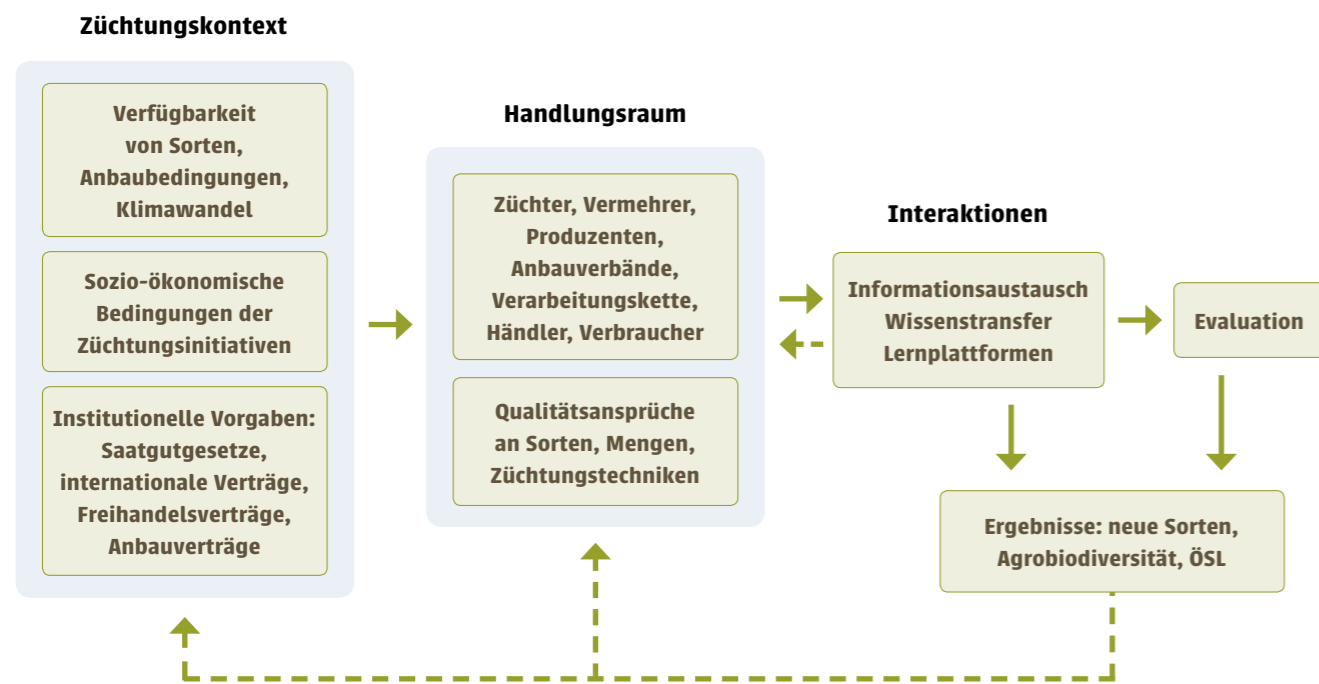 Züchtungskontext
Verfügbarkeit
von Sorten,
Anbaubedingungen,
Klimawandel
Sozio-ökonomische
Bedingungen der
Züchtungsinitiativen
Institutionelle Vorgaben:
Saatgutgesetze,
internationale Verträge,
Freihandelsverträge,
Anbauverträge
Handlungsraum
Züchter, Vermehrer,
Produzenten,
Anbauverbände,
Verarbeitungskette,
Händler, Verbraucher
Qualitätsansprüche
an Sorten, Mengen,
Züchtungstechniken
Interaktionen
Informationsaustausch
Wissenstransfer
Lernplattformen
Evaluation
Ergebnisse: neue Sorten,
Agrobiodiversität, ÖSL